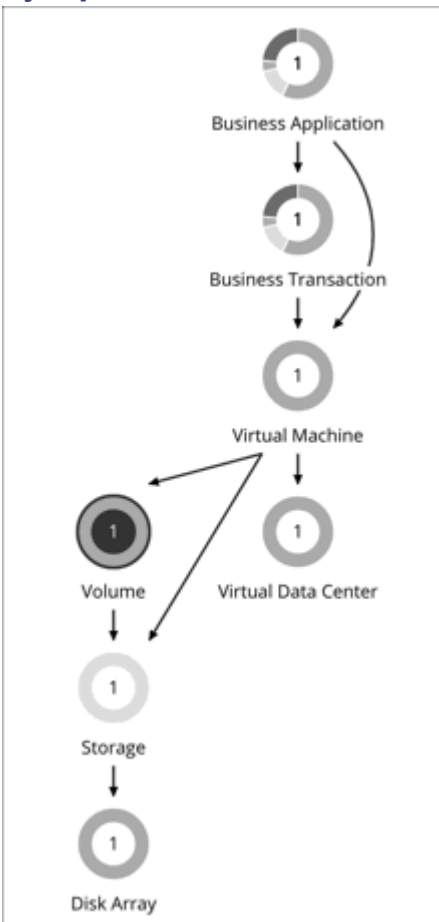 1
Business Application
1
Business Transaction
1
Virtual Machine
1
1
Volume
Virtual Data Center
1
Storage
1
Disk Array